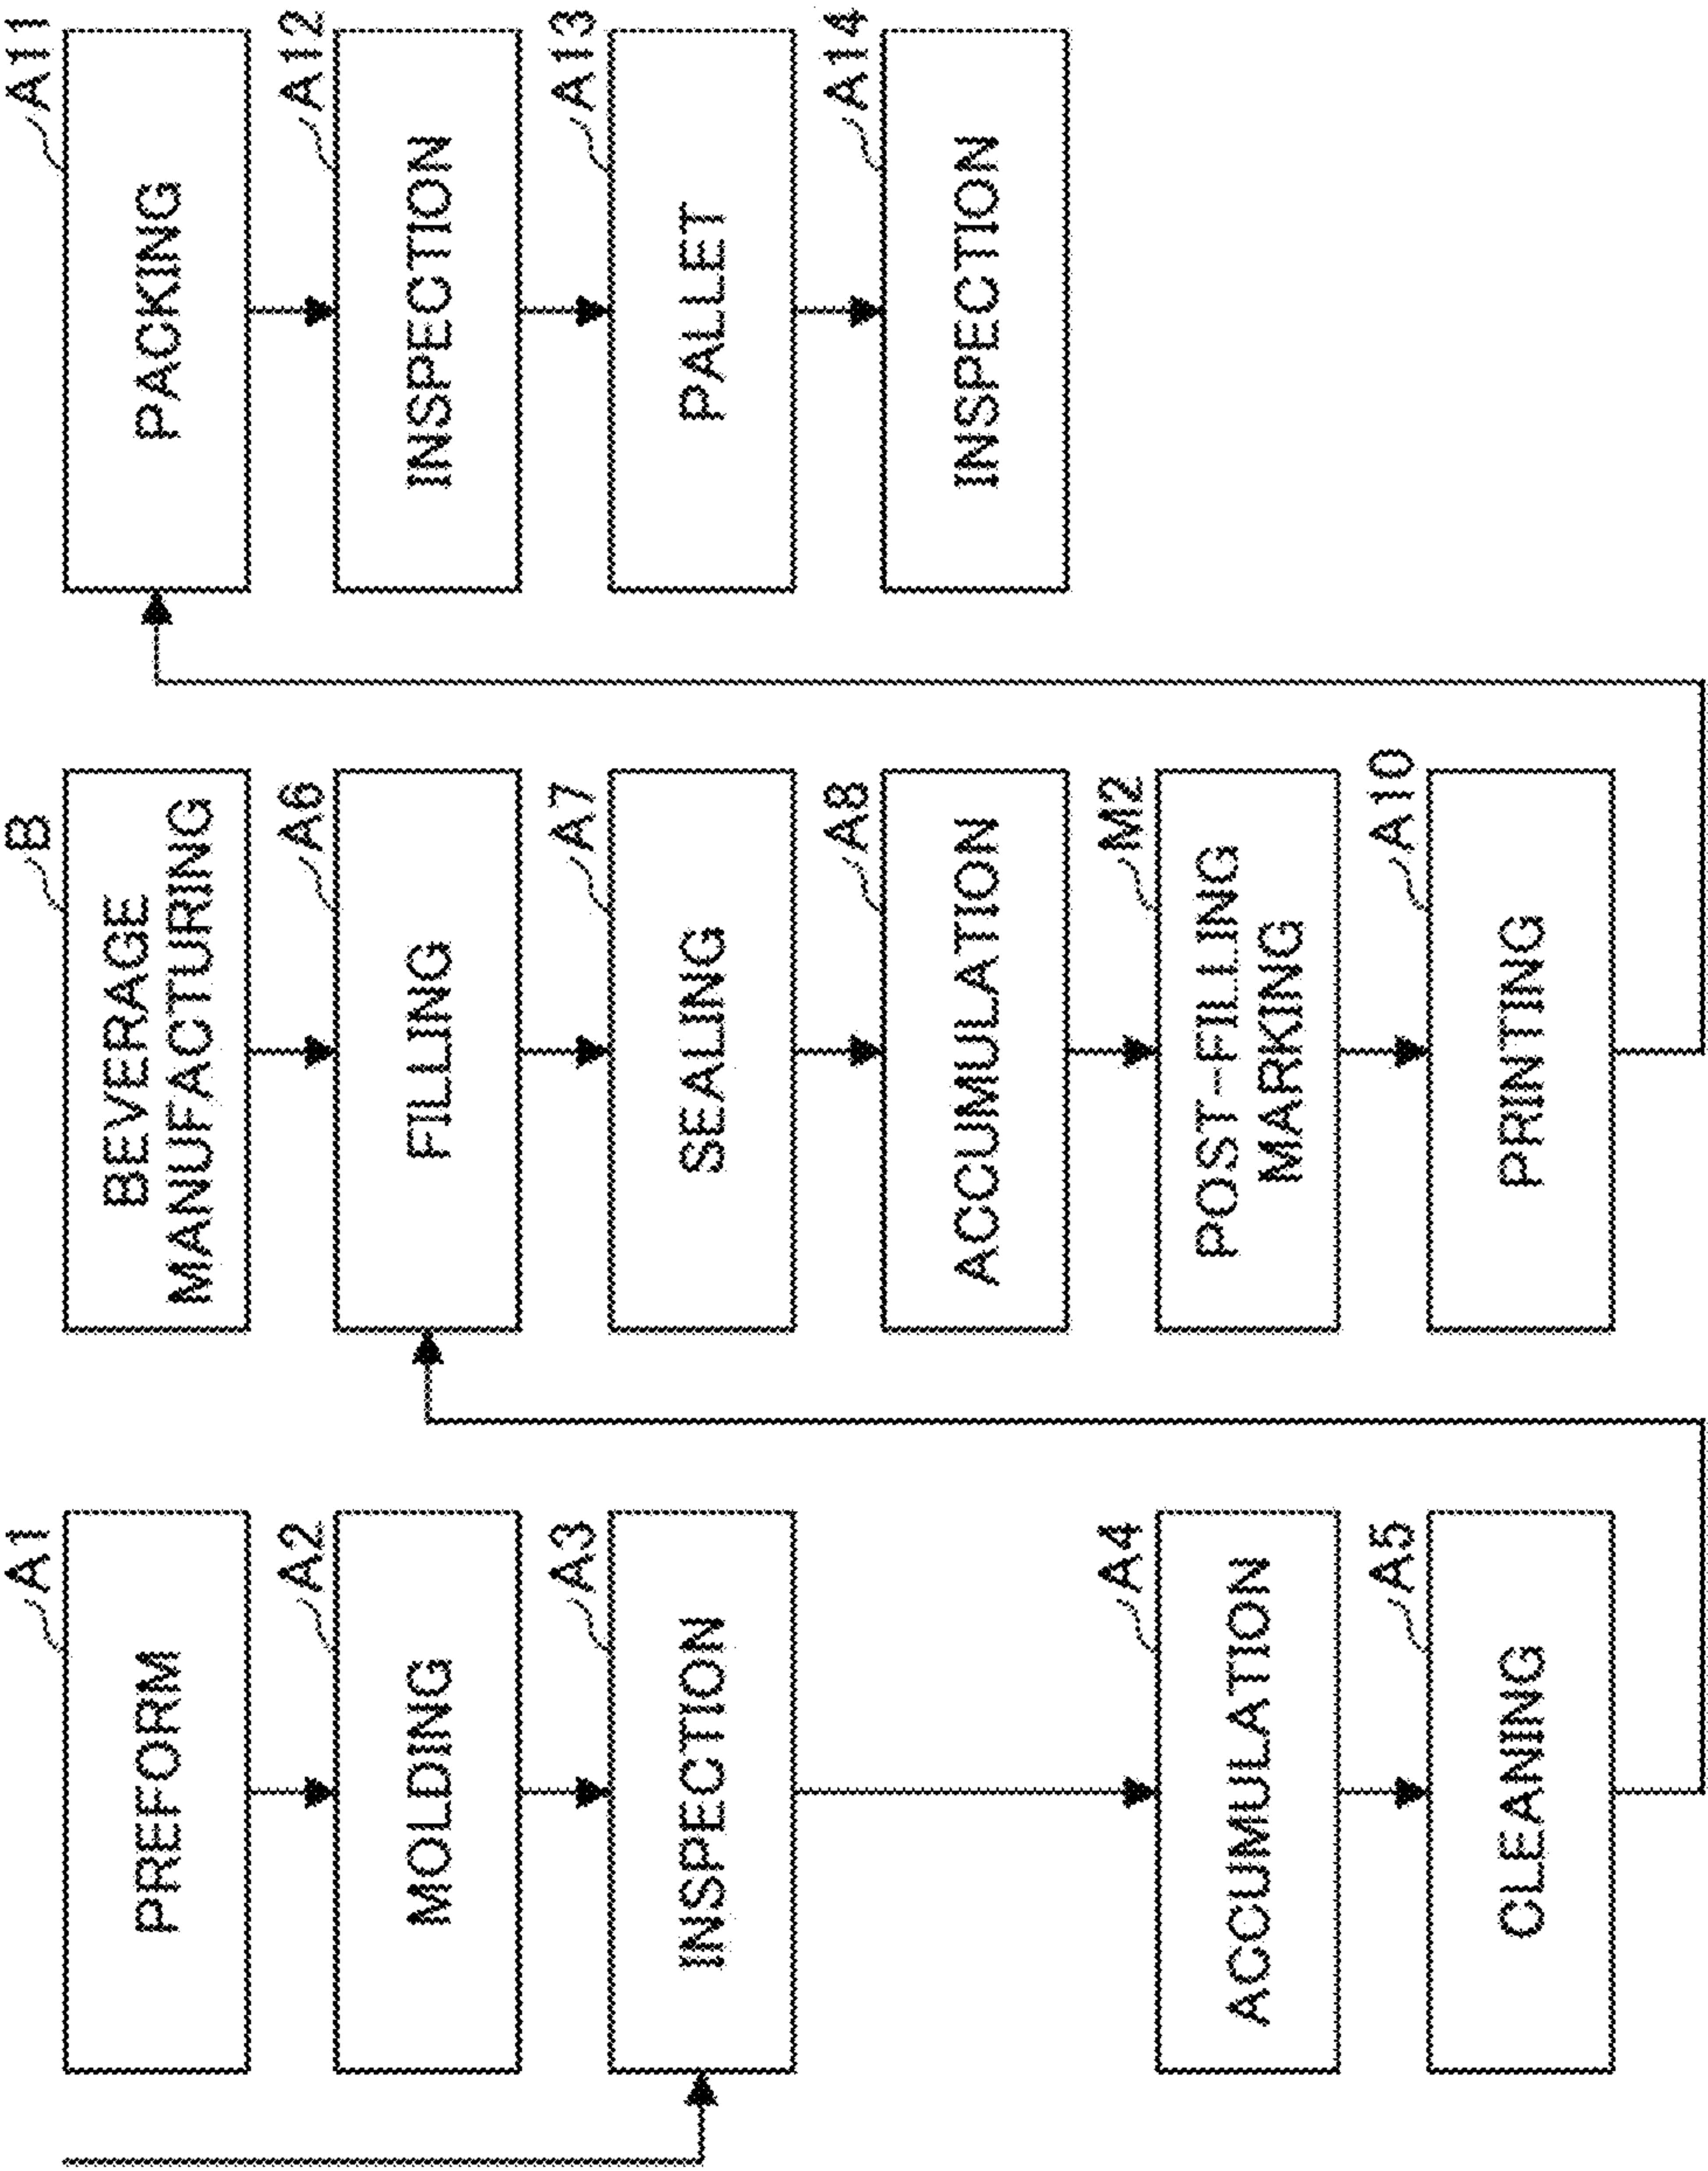 A1
PREFORM
A2
MOLDING
A3
INSPECTION
A4
ACCUMULATION
A5
CLEANING
B
BEVERAGE
MANUFACTURING
A6
FILLING
A7
SEALING
A8
ACCUMULATION
M2
POST-FILLING
MARKING
A10
PRINTING
A11
PACKING
A12
INSPECTION
A13
PALLET
A14
INSPECTION